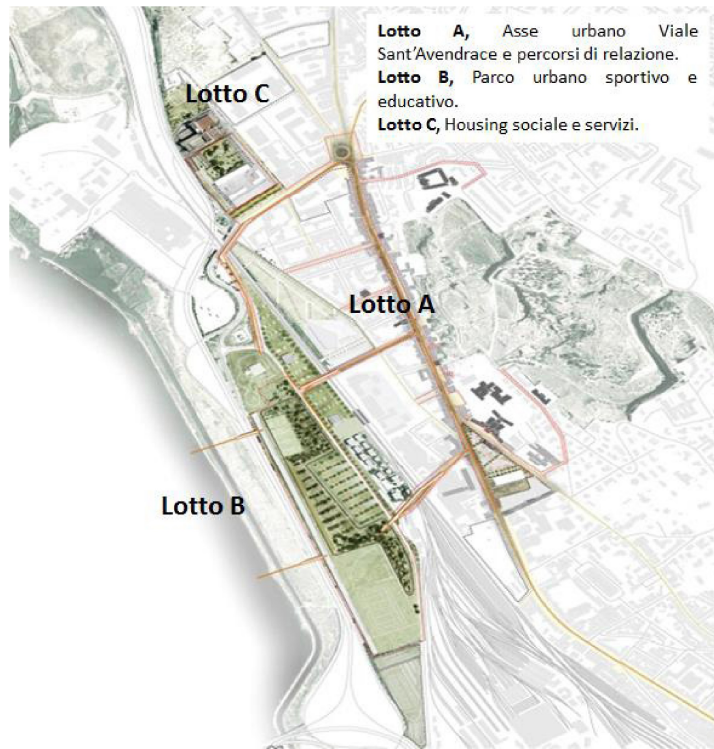 Lotto A, Asse urbano Viale
Sant’Avendrace e percorsi di relazione.
Lotto B, Parco urbano sportivo e
educativo.
Lotto C, Housing sociale e servizi.
Lotto C
Lotto A
Lotto B